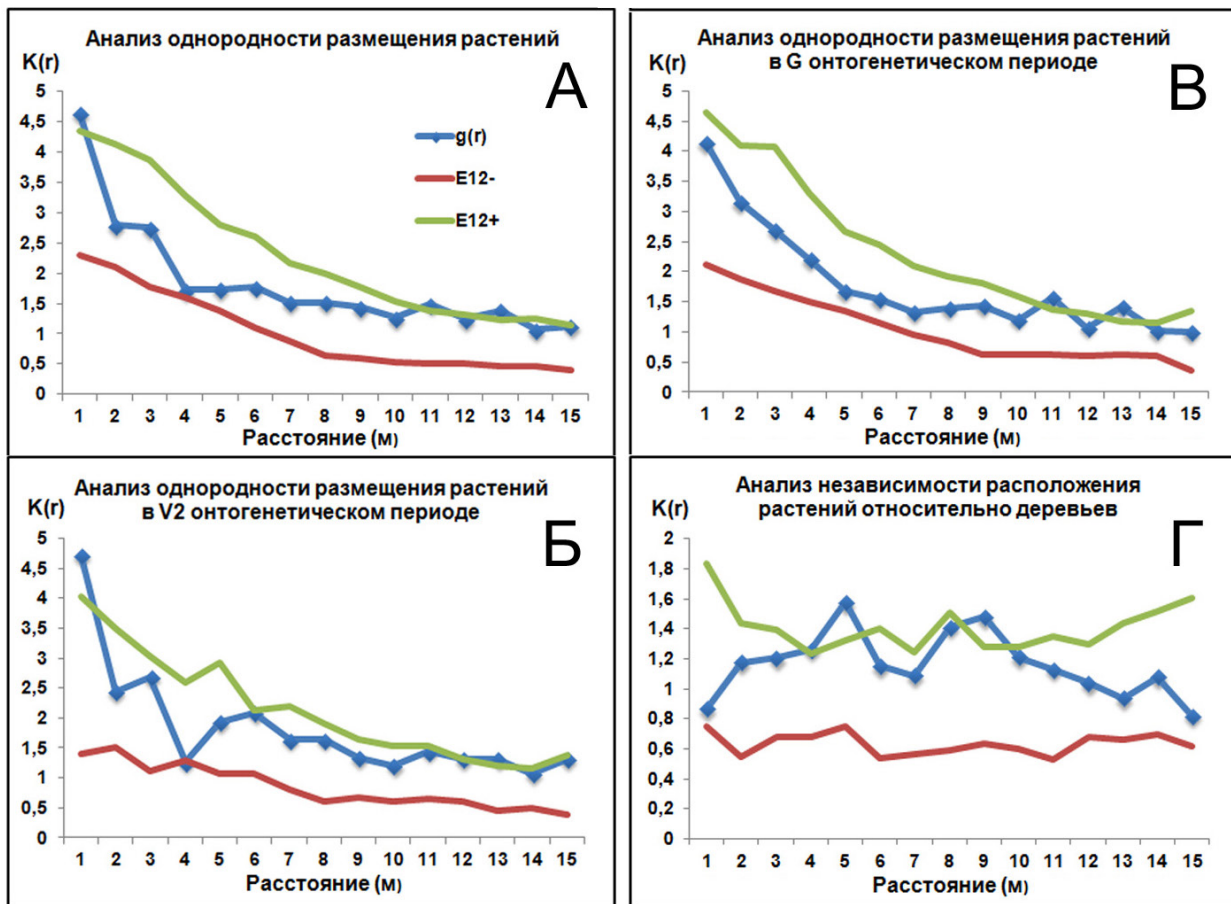 Анализ однородности размещения растений
K(r)
А
5
4,5
4
3,5
3
2,5
2
1,5
1
0,5
0
g(r)
E12-
E12+
1 2 3 4 5 6 7 8 9 10 11 12 13 14 15
Расстояние (м)
Анализ однородности размещения растений
в G онтогенетическом периоде
K(r)
В
5
4,5
4
3,5
3
2,5
2
1,5
1
0,5
0
1 2 3 4 5 6 7 8 9 10 11 12 13 14 15
Расстояние (м)
Анализ однородности размещения растений
в V2 онтогенетическом периоде
K(r)
Б
5
4,5
4
3,5
3
2,5
2
1,5
1
0,5
0
1 2 3 4 5 6 7 8 9 10 11 12 13 14 15
Расстояние (м)
Анализ независимости расположения
растений относительно деревьев
K(r)
Г
2
1,8
1,6
1,4
1,2
1
0,8
0,6
0,4
0,2
0
1 2 3 4 5 6 7 8 9 10 11 12 13 14 15
Расстояние (м)